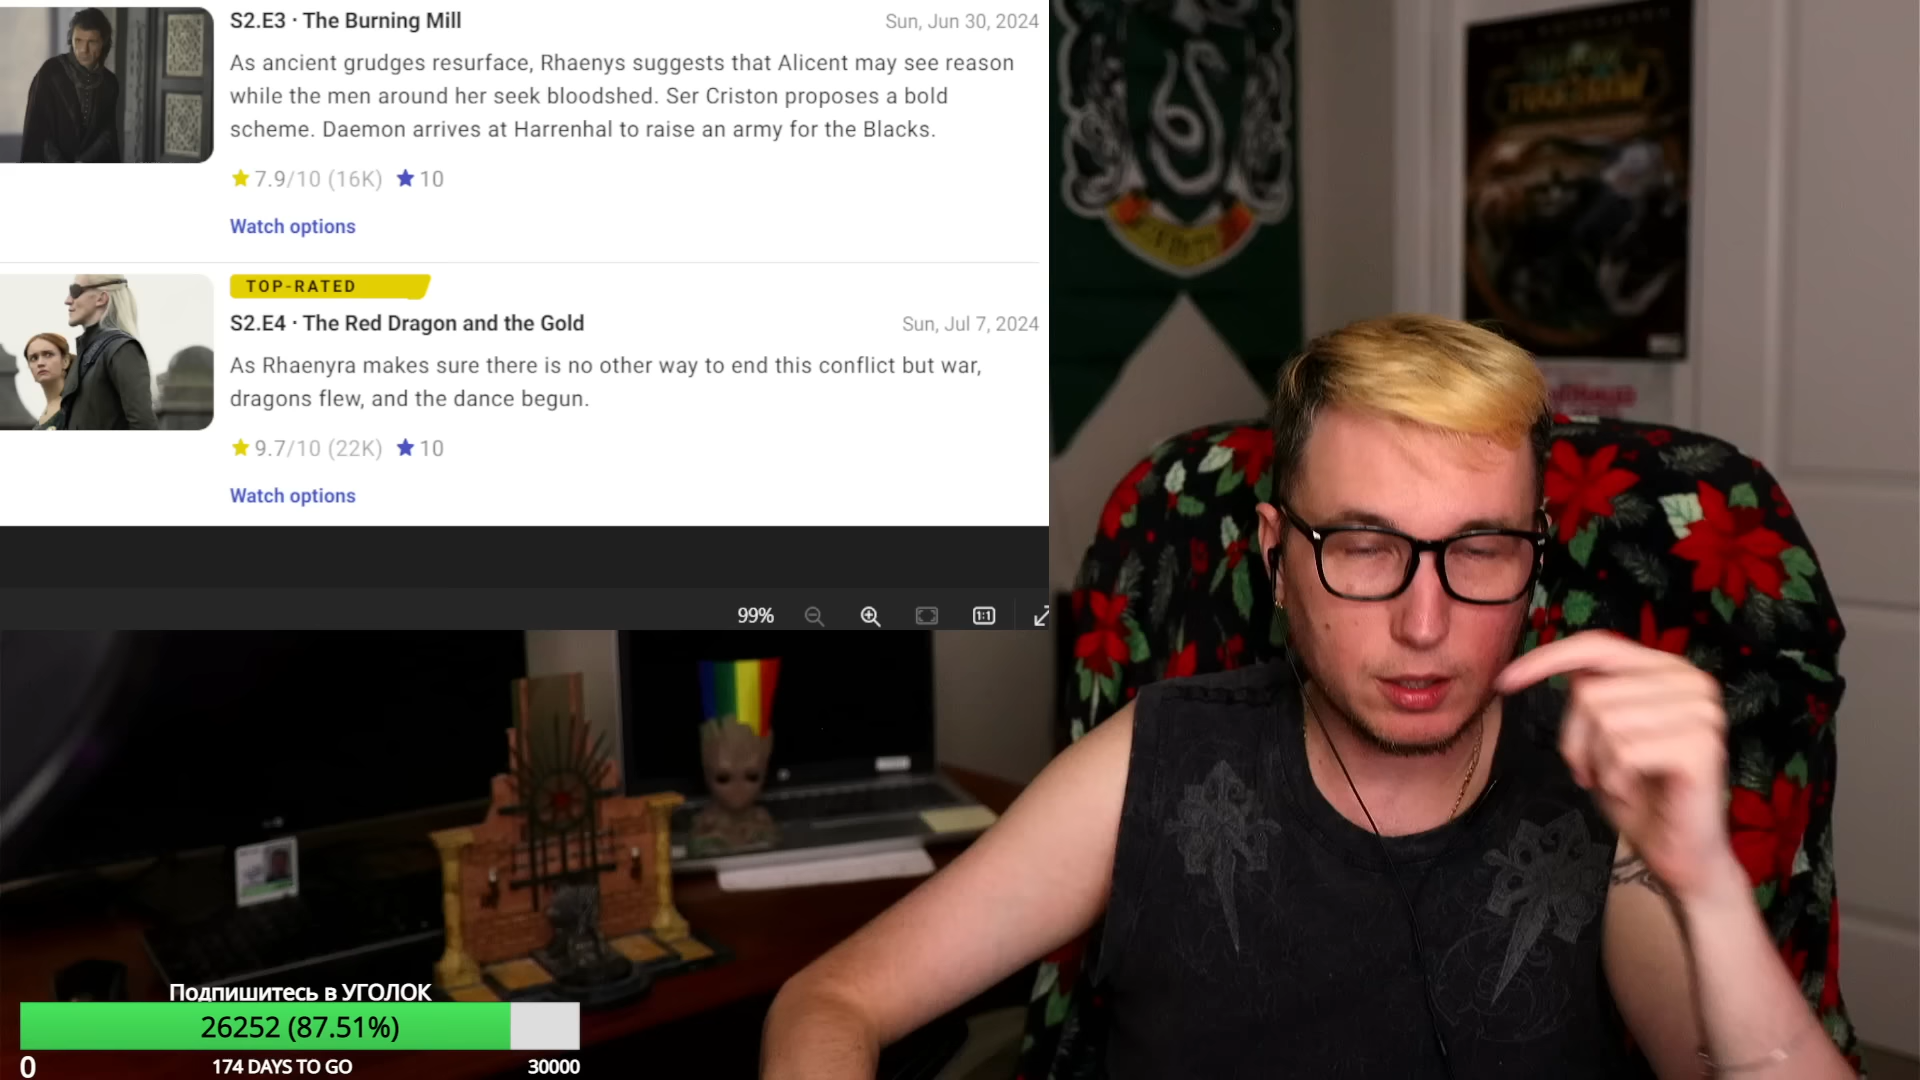 S2.E3 · The Burning Mill
Sun, Jun 30, 2024
As ancient grudges resurface, Rhaenys suggests that Alicent may see reason
while the men around her seek bloodshed. Ser Criston proposes a bold
scheme. Daemon arrives at Harrenhal to raise an army for the Blacks.
7.9/10 (16K) 10
Watch options
TOP-RATED
S2.E4 · The Red Dragon and the Gold
Sun, Jul 7, 2024
As Rhaenyra makes sure there is no other way to end this conflict but war,
dragons flew, and the dance begun.
9.7/10 (22K) 10
Watch options
99%
1:1
Подпишитесь в УГОЛОК
26252 (87.51%)
0 174 DAYS TO GO 30000